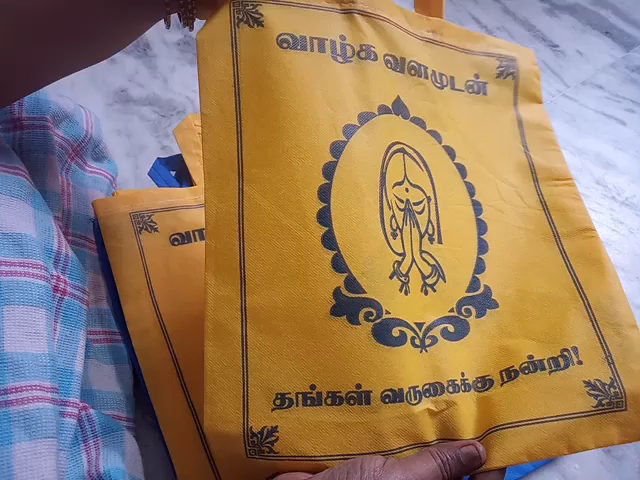 வாழ்க வளமுடன்
தங்கள் வருகைக்கு நன்றி!
வா